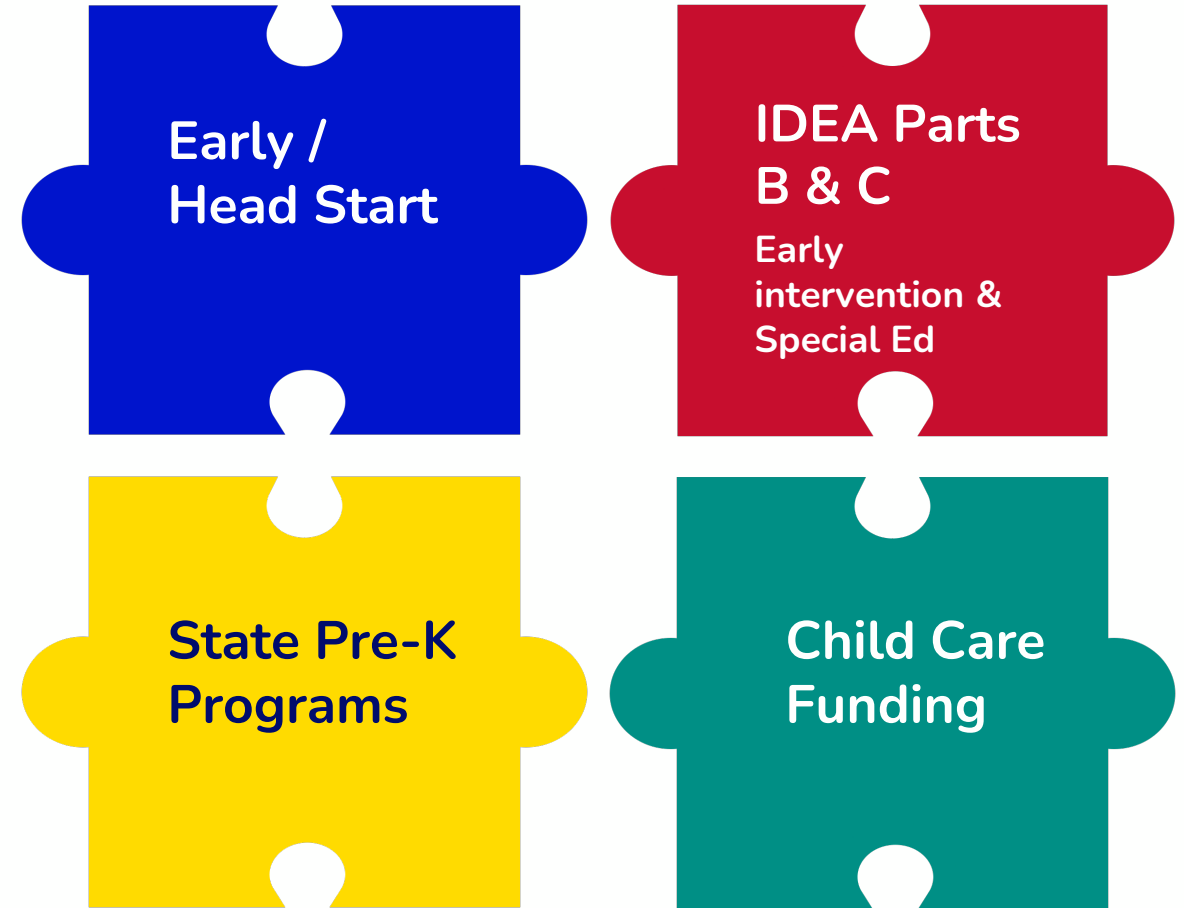 Early /
Head Start
IDEA Parts
B & C
Early
intervention &
Special Ed
State Pre-K
Programs
Child Care
Funding